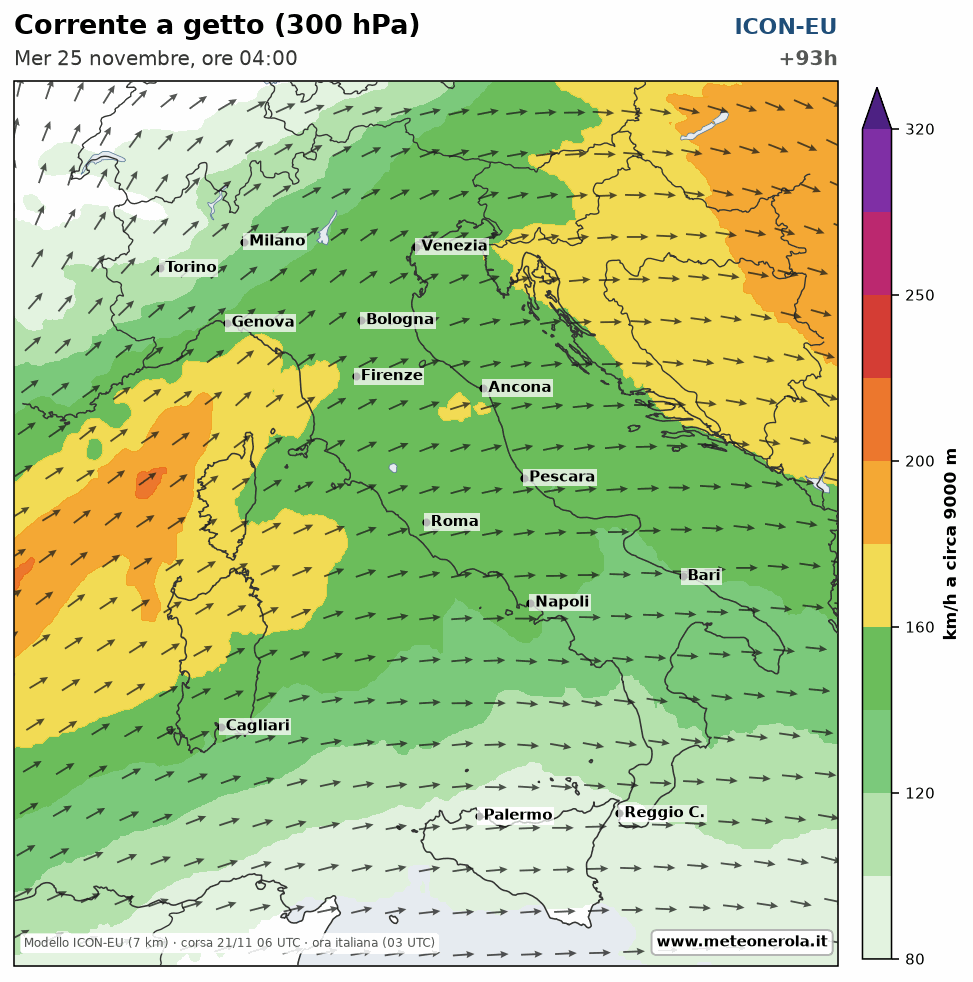 Corrente a getto (300 hPa)
ICON-EU
Mer 25 novembre, ore 04:00
+93h
320
250
200
160
120
80
km/h a circa 9000 m
Milano
Venezia
Torino
Genova
Bologna
Firenze
Ancona
Pescara
Roma
Bari
Napoli
Cagliari
Palermo
Reggio C.
Modello ICON-EU (7 km) · corsa 21/11 06 UTC · ora italiana (03 UTC)
www.meteonerola.it